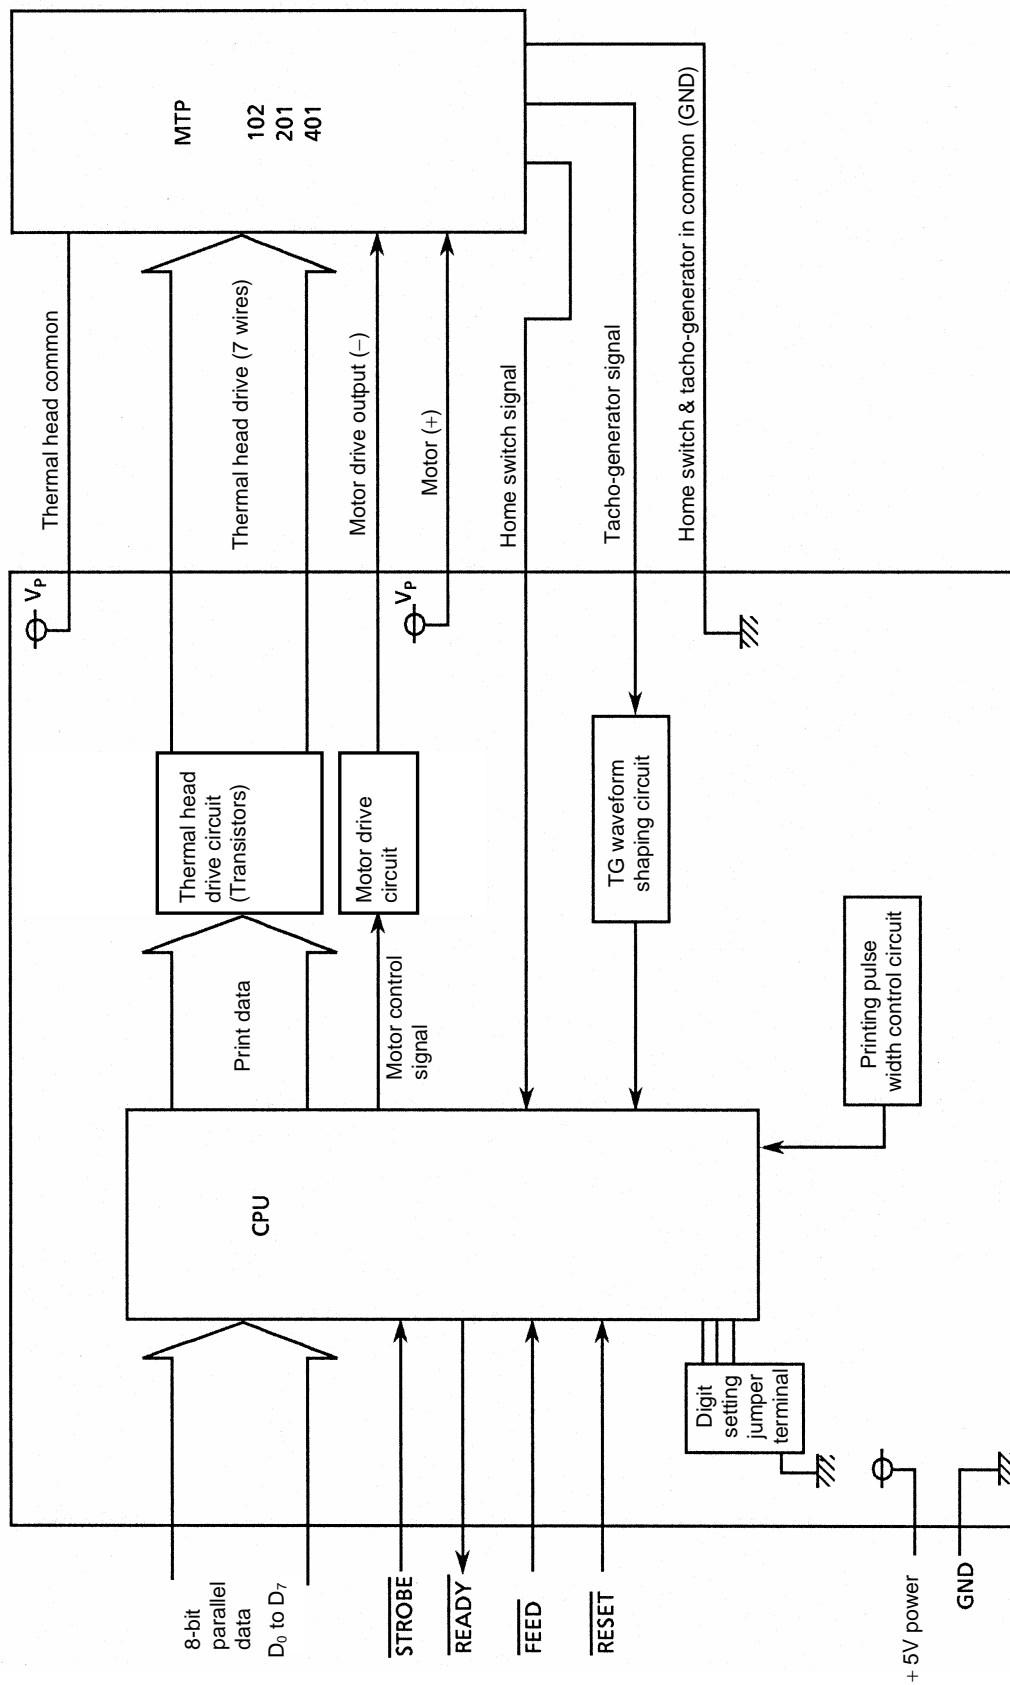 8-bit
parallel
data
D₀ to D₇
STROBE
READY
FEED
RESET
+5V power
GND
Digit
setting
jumper
terminal
CPU
Print data
Motor control
signal
Printing pulse
width control circuit
Thermal head
drive circuit
(Transistors)
Motor drive
circuit
TG waveform
shaping circuit
VP
VP
Thermal head common
Thermal head drive (7 wires)
Motor drive output (−)
Motor (+)
Home switch signal
Tacho-generator signal
Home switch & tacho-generator in common (GND)
MTP
102
201
401